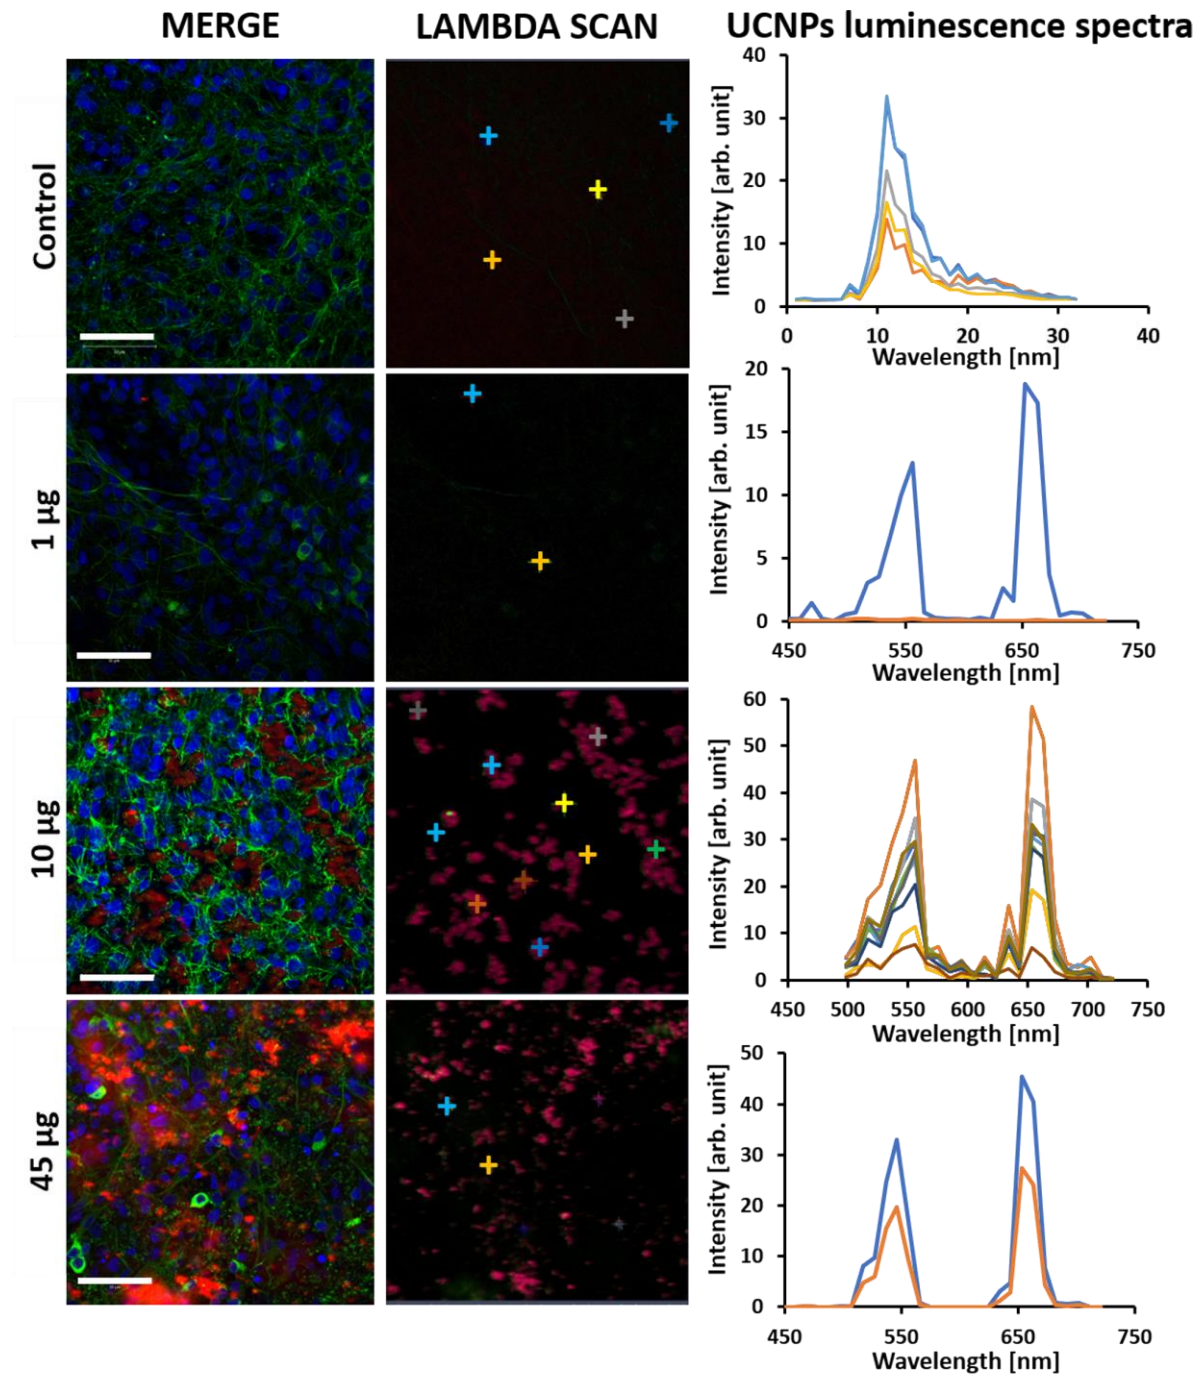 MERGE
LAMBDA SCAN
UCNPs luminescence spectra
Control
Intensity [arb. unit]
40
30
20
10
0
0 10 20 30 40
Wavelength [nm]
1 µg
Intensity [arb. unit]
20
15
10
5
0
450 550 650 750
Wavelength [nm]
10 µg
Intensity [arb. unit]
60
50
40
30
20
10
0
450 500 550 600 650 700 750
Wavelength [nm]
45 µg
Intensity [arb. unit]
50
40
30
20
10
0
450 550 650 750
Wavelength [nm]